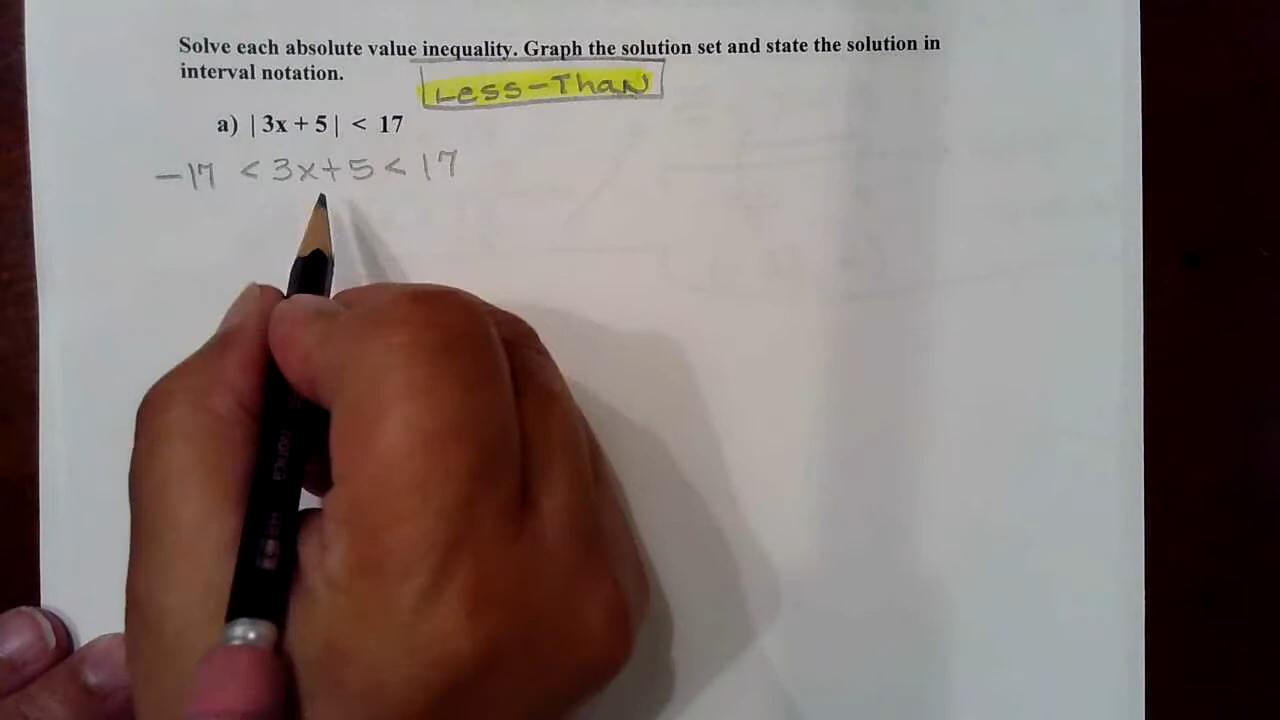 Solve each absolute value inequality. Graph the solution set and state the solution in
interval notation.
Less-Than
a) | 3x + 5 | < 17
-17 < 3x+5 < 17